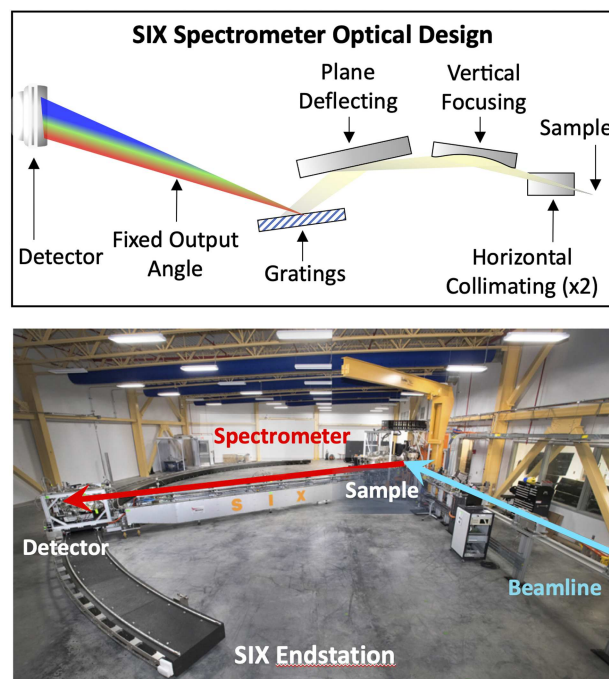 SIX Spectrometer Optical Design
Plane
Deflecting
Vertical
Focusing
Sample
Detector
Fixed Output
Angle
Gratings
Horizontal
Collimating (x2)
Spectrometer
Sample
S I X
Detector
Beamline
SIX Endstation